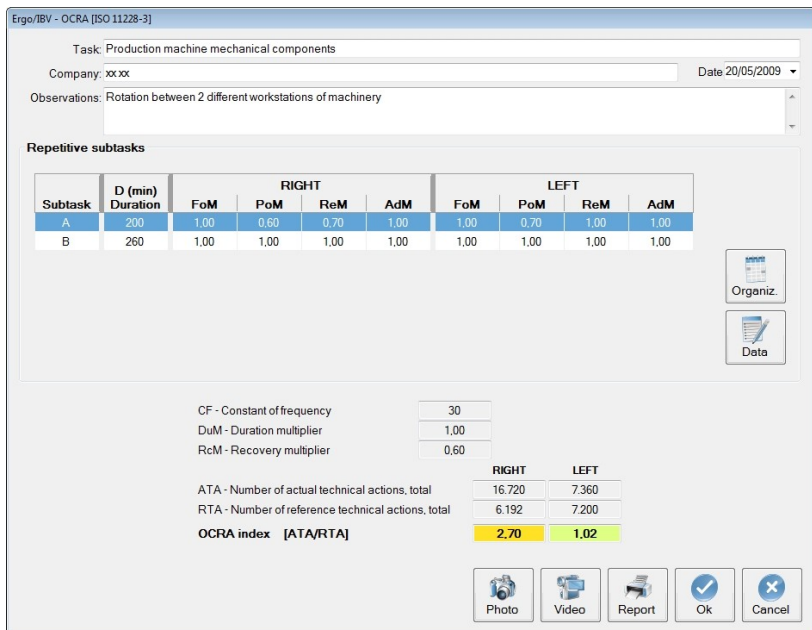 Ergo/IBV - OCRA [ISO 11228-3]
Task: Production machine mechanical components
Company: xx xx Date 20/05/2009
Observations: Rotation between 2 different workstations of machinery
Repetitive subtasks
RIGHT LEFT
Subtask D (min) Duration FoM PoM ReM AdM FoM PoM ReM AdM
A 200 1,00 0,60 0,70 1,00 1,00 0,70 1,00 1,00
B 260 1,00 1,00 1,00 1,00 1,00 1,00 1,00 1,00
Organiz.
Data
CF - Constant of frequency 30
DuM - Duration multiplier 1,00
RcM - Recovery multiplier 0,60
RIGHT LEFT
ATA - Number of actual technical actions, total 16.720 7.360
RTA - Number of reference technical actions, total 6.192 7.200
OCRA index [ATA/RTA] 2,70 1,02
Photo Video Report Ok Cancel